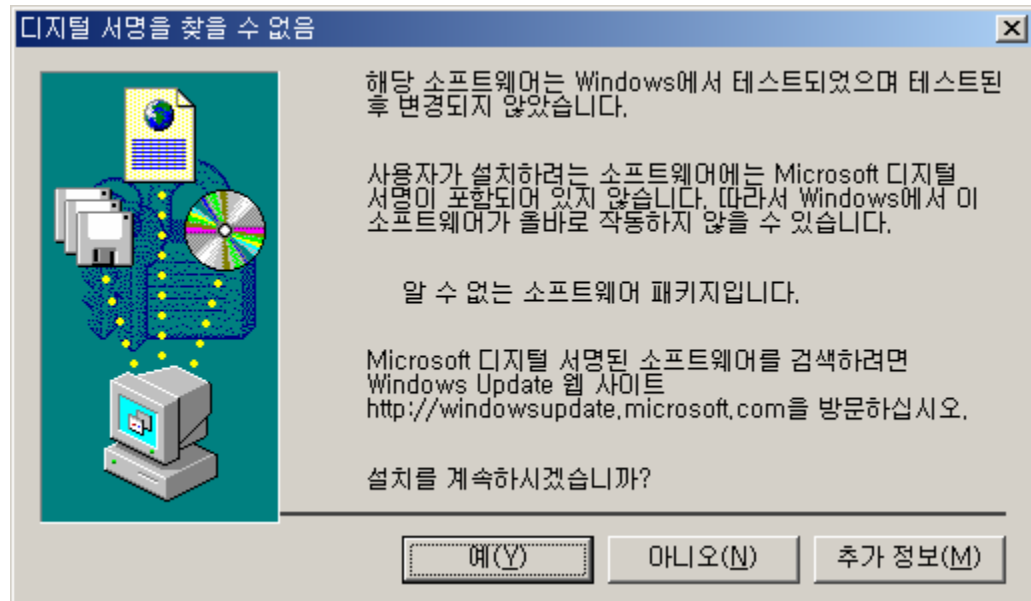 디지털 서명을 찾을 수 없음
해당 소프트웨어는 Windows에서 테스트되었으며 테스트된
후 변경되지 않았습니다.
사용자가 설치하려는 소프트웨어에는 Microsoft 디지털
서명이 포함되어 있지 않습니다. 따라서 Windows에서 이
소프트웨어가 올바로 작동하지 않을 수 있습니다.
알 수 없는 소프트웨어 패키지입니다.
Microsoft 디지털 서명된 소프트웨어를 검색하려면
Windows Update 웹 사이트
http://windowsupdate.microsoft.com을 방문하십시오.
설치를 계속하시겠습니까?
예(Y) 아니오(N) 추가 정보(M)